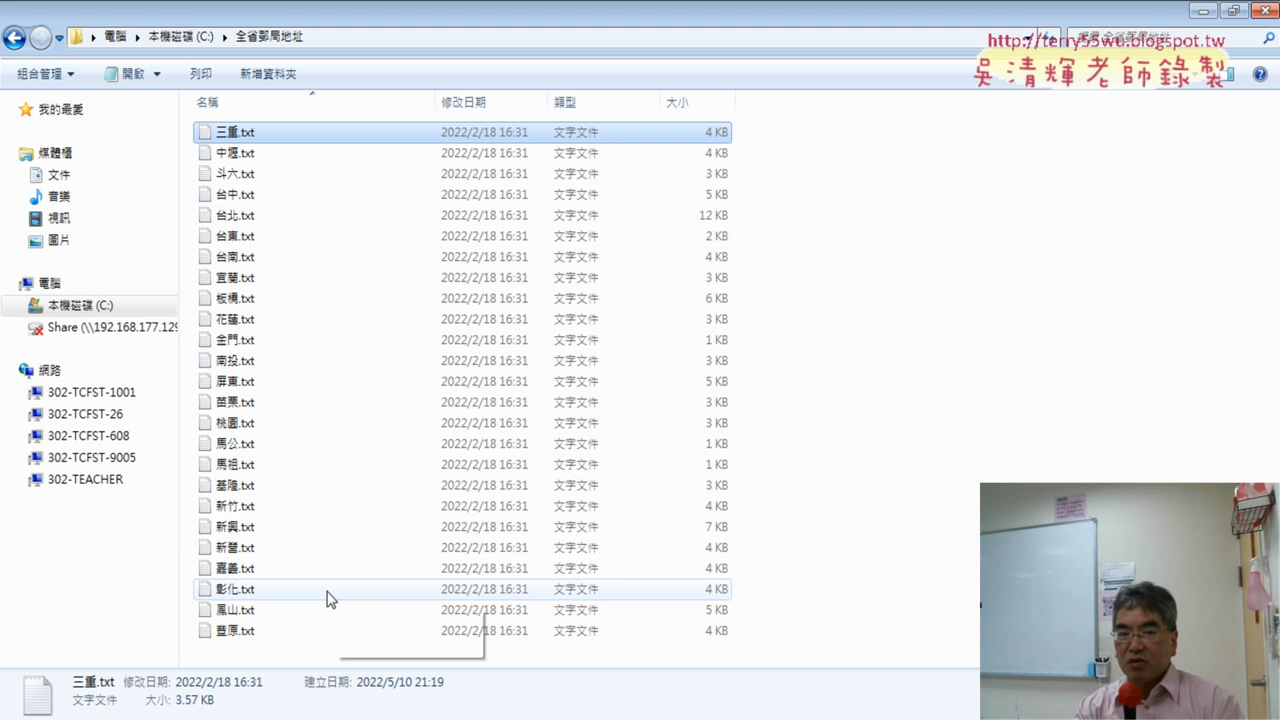 電腦 ▸ 本機磁碟 (C:) ▸ 全省郵局地址
http://terry55wu.blogspot.tw
吳清輝老師錄製
組合管理 開啟 列印 新增資料夾
我的最愛
媒體櫃
文件
音樂
視訊
圖片
電腦
本機磁碟 (C:)
Share (\\192.168.177.129
網路
302-TCFST-1001
302-TCFST-26
302-TCFST-608
302-TCFST-9005
302-TEACHER
名稱 修改日期 類型 大小
三重.txt 2022/2/18 16:31 文字文件 4 KB
中壢.txt 2022/2/18 16:31 文字文件 4 KB
斗六.txt 2022/2/18 16:31 文字文件 3 KB
台中.txt 2022/2/18 16:31 文字文件 5 KB
台北.txt 2022/2/18 16:31 文字文件 12 KB
台東.txt 2022/2/18 16:31 文字文件 2 KB
台南.txt 2022/2/18 16:31 文字文件 4 KB
宜蘭.txt 2022/2/18 16:31 文字文件 3 KB
板橋.txt 2022/2/18 16:31 文字文件 6 KB
花蓮.txt 2022/2/18 16:31 文字文件 3 KB
金門.txt 2022/2/18 16:31 文字文件 1 KB
南投.txt 2022/2/18 16:31 文字文件 3 KB
屏東.txt 2022/2/18 16:31 文字文件 5 KB
苗栗.txt 2022/2/18 16:31 文字文件 3 KB
桃園.txt 2022/2/18 16:31 文字文件 3 KB
馬公.txt 2022/2/18 16:31 文字文件 1 KB
馬祖.txt 2022/2/18 16:31 文字文件 1 KB
基隆.txt 2022/2/18 16:31 文字文件 3 KB
新竹.txt 2022/2/18 16:31 文字文件 4 KB
新興.txt 2022/2/18 16:31 文字文件 7 KB
新營.txt 2022/2/18 16:31 文字文件 4 KB
嘉義.txt 2022/2/18 16:31 文字文件 4 KB
彰化.txt 2022/2/18 16:31 文字文件 4 KB
鳳山.txt 2022/2/18 16:31 文字文件 5 KB
豐原.txt 2022/2/18 16:31 文字文件 4 KB
三重.txt 修改日期: 2022/2/18 16:31 建立日期: 2022/5/10 21:19
文字文件 大小: 3.57 KB